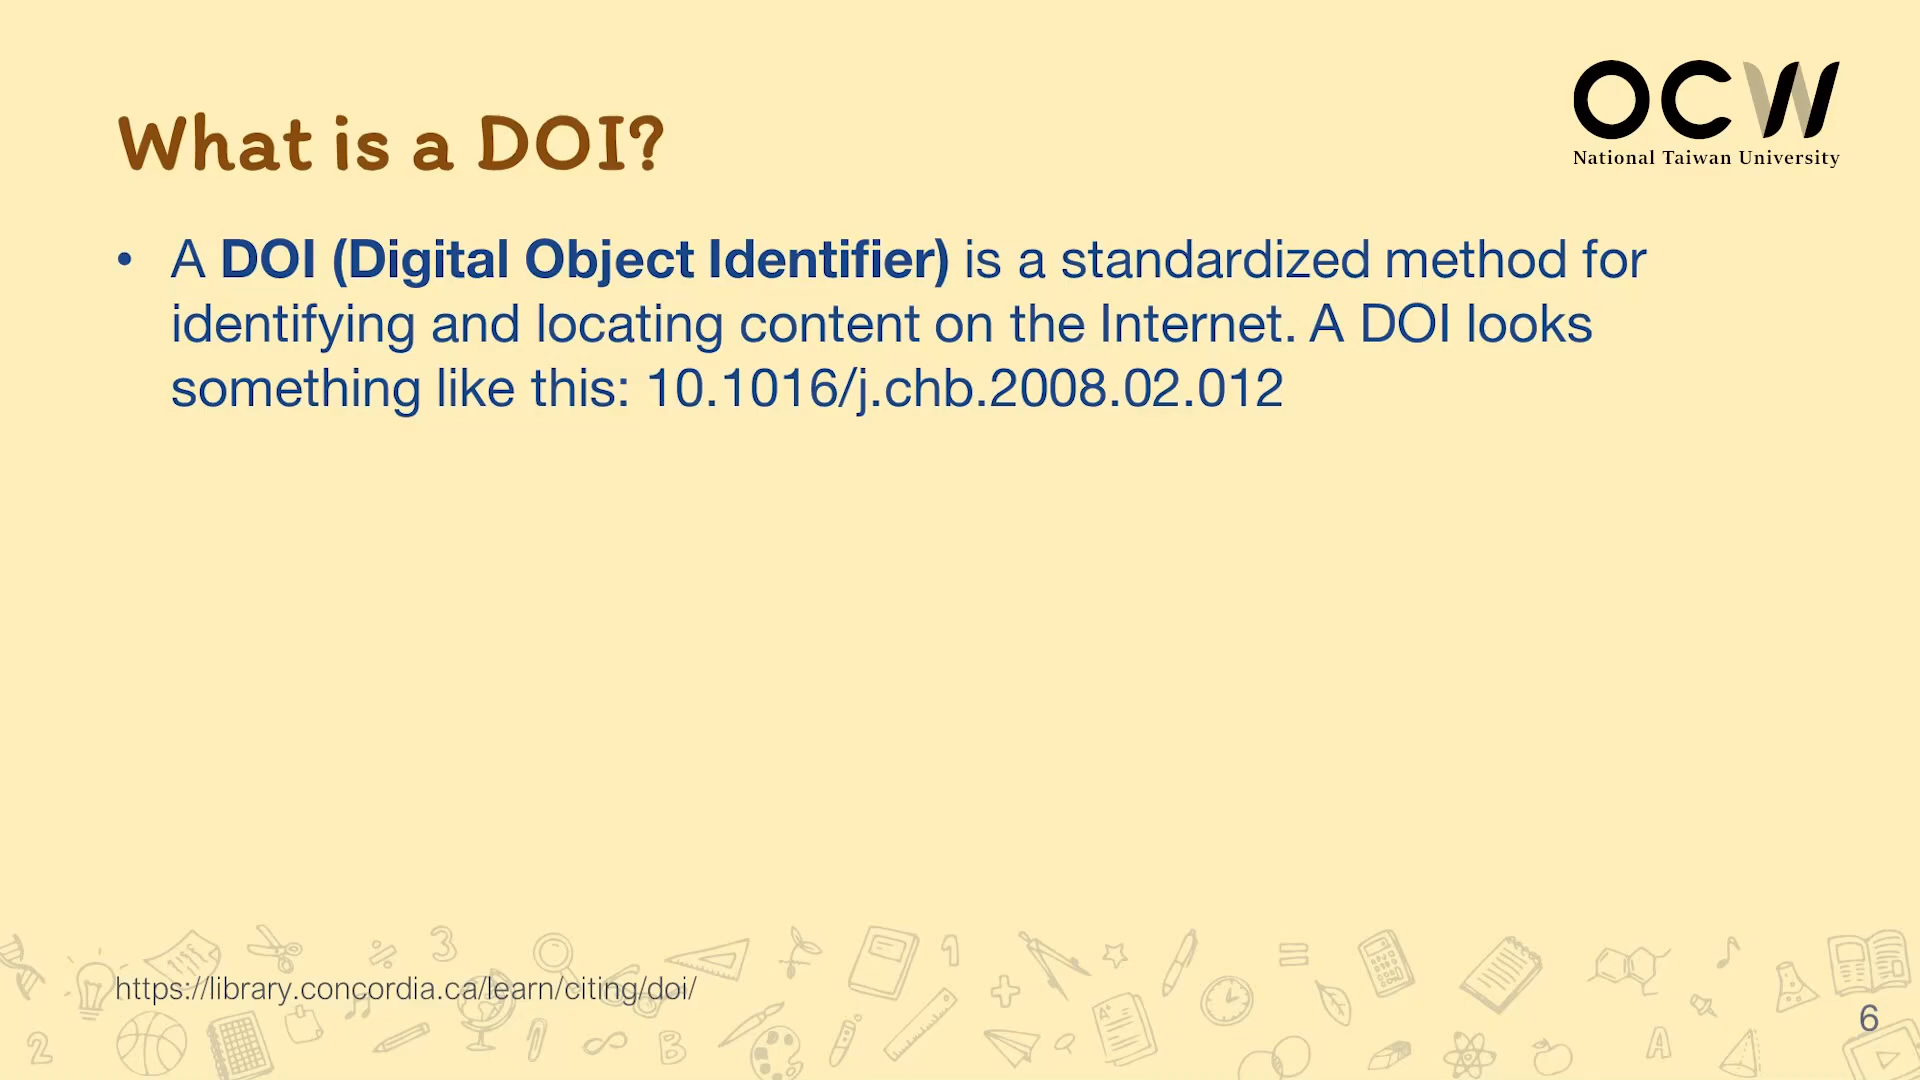 OCW
National Taiwan University
What is a DOI?
• A DOI (Digital Object Identifier) is a standardized method for
identifying and locating content on the Internet. A DOI looks
something like this: 10.1016/j.chb.2008.02.012
https://library.concordia.ca/learn/citing/doi/
6